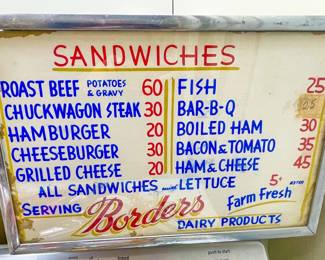 SANDWICHES
ROAST BEEF POTATOES & GRAVY 60
CHUCKWAGON STEAK 30
HAMBURGER 20
CHEESEBURGER 30
GRILLED CHEESE 20
FISH 25
BAR-B-Q 25
BOILED HAM 30
BACON & TOMATO 35
HAM & CHEESE 45
ALL SANDWICHES LETTUCE 5¢
SERVING Borders Farm Fresh
DAIRY PRODUCTS